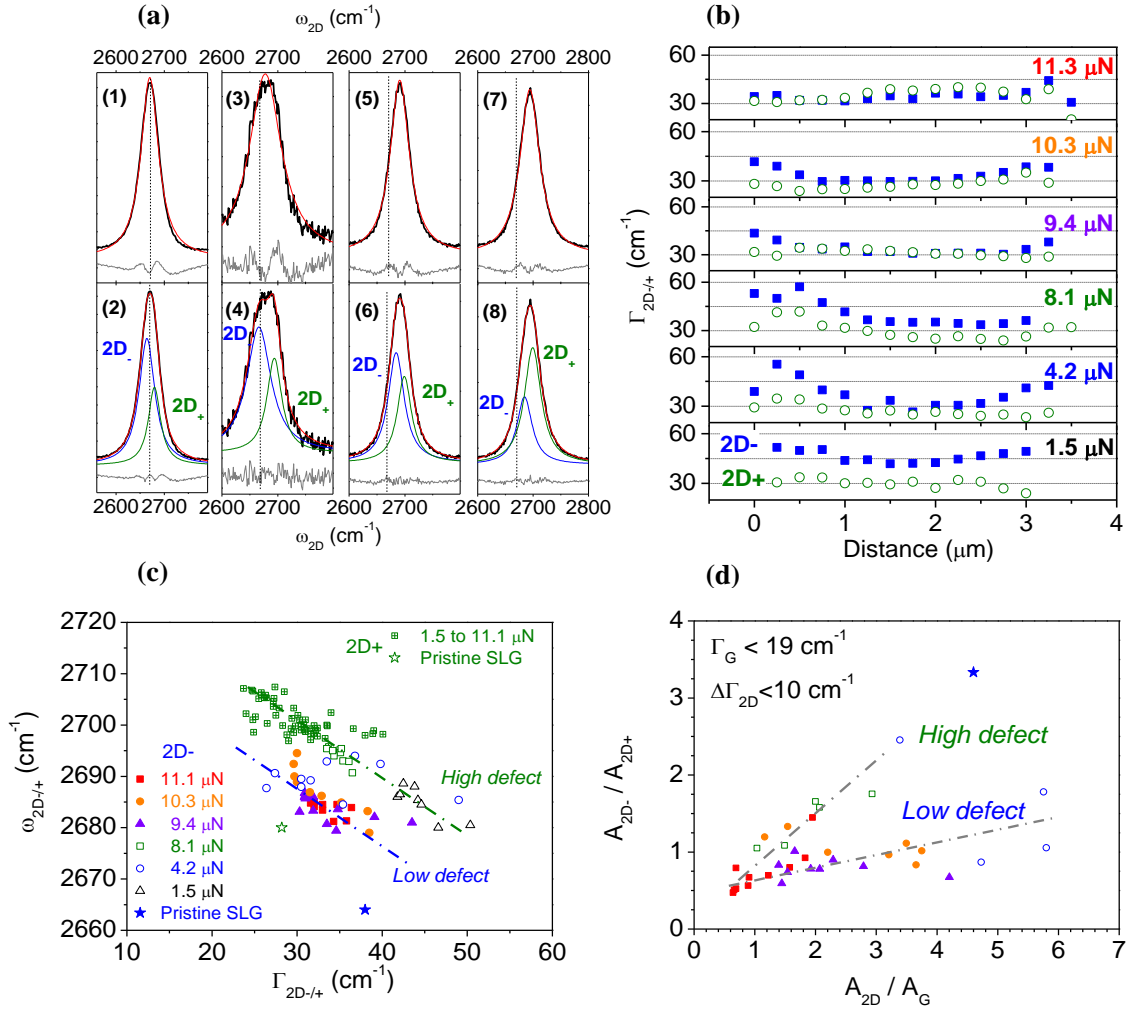 (a)
ω2D (cm-1)
2600 2700 2600 2700 2600 2700 2600 2700 2800
(1) (3) (5) (7)
(2) (4) (6) (8)
2D- 2D- 2D- 2D-
2D+ 2D+ 2D+ 2D+
2600 2700 2600 2700 2600 2700 2600 2700 2800
ω2D (cm-1)
(b)
60
30
11.3 μN
60
30
10.3 μN
60
30
9.4 μN
60
30
8.1 μN
60
30
4.2 μN
60
30
1.5 μN
2D-
2D+
Γ2D-/+ (cm-1)
0 1 2 3 4
Distance (μm)
(c)
2720
2710
2700
2690
2680
2670
2660
ω2D-/+ (cm-1)
2D+
1.5 to 11.1 μN
Pristine SLG
2D-
11.1 μN
10.3 μN
9.4 μN
8.1 μN
4.2 μN
1.5 μN
Pristine SLG
High defect
Low defect
10 20 30 40 50 60
Γ2D-/+ (cm-1)
(d)
4
3
2
1
0
A2D- / A2D+
ΓG < 19 cm-1
ΔΓ2D<10 cm-1
High defect
Low defect
0 1 2 3 4 5 6 7
A2D / AG